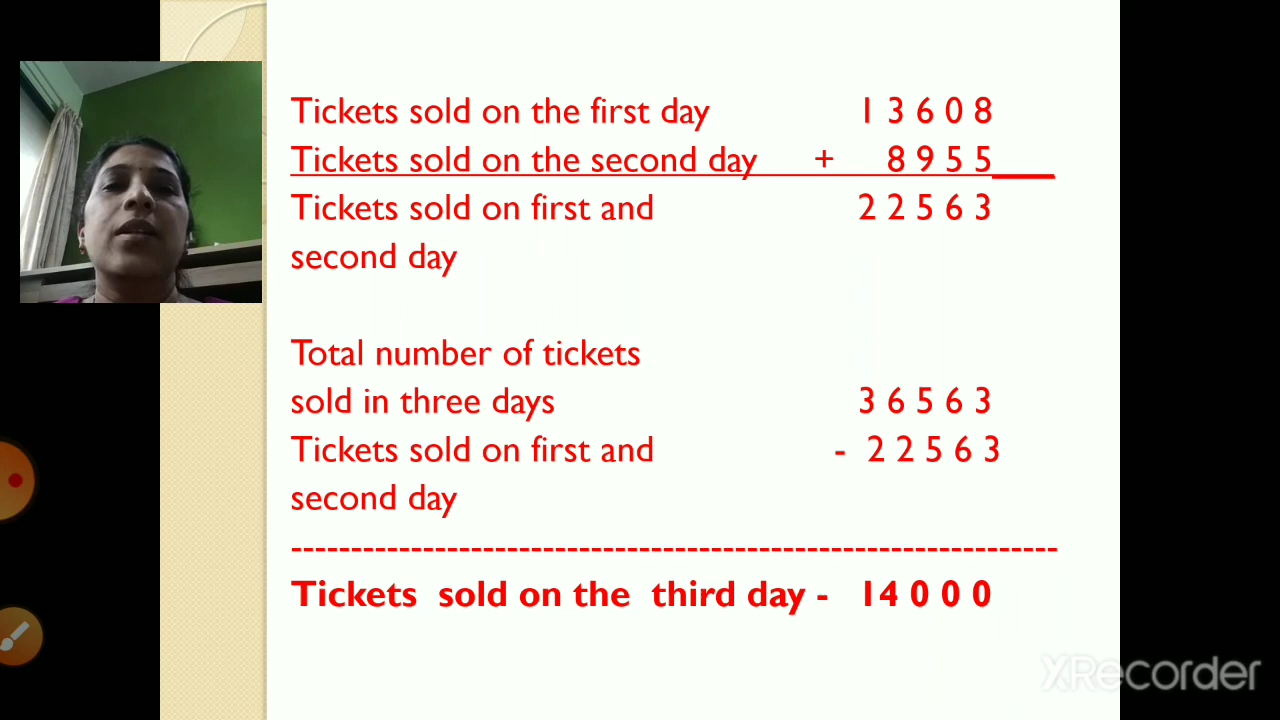 Tickets sold on the first day 1 3 6 0 8
Tickets sold on the second day + 8 9 5 5
Tickets sold on first and 2 2 5 6 3
second day
Total number of tickets
sold in three days 3 6 5 6 3
Tickets sold on first and - 2 2 5 6 3
second day
----------------------------------------------------------------
Tickets sold on the third day - 14 0 0 0
XRecorder